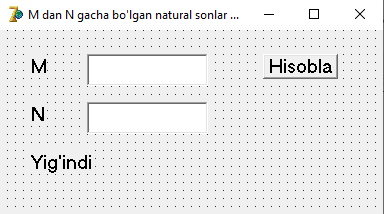 M dan N gacha bo'lgan natural sonlar ...
M
Hisobla
N
Yig'indi